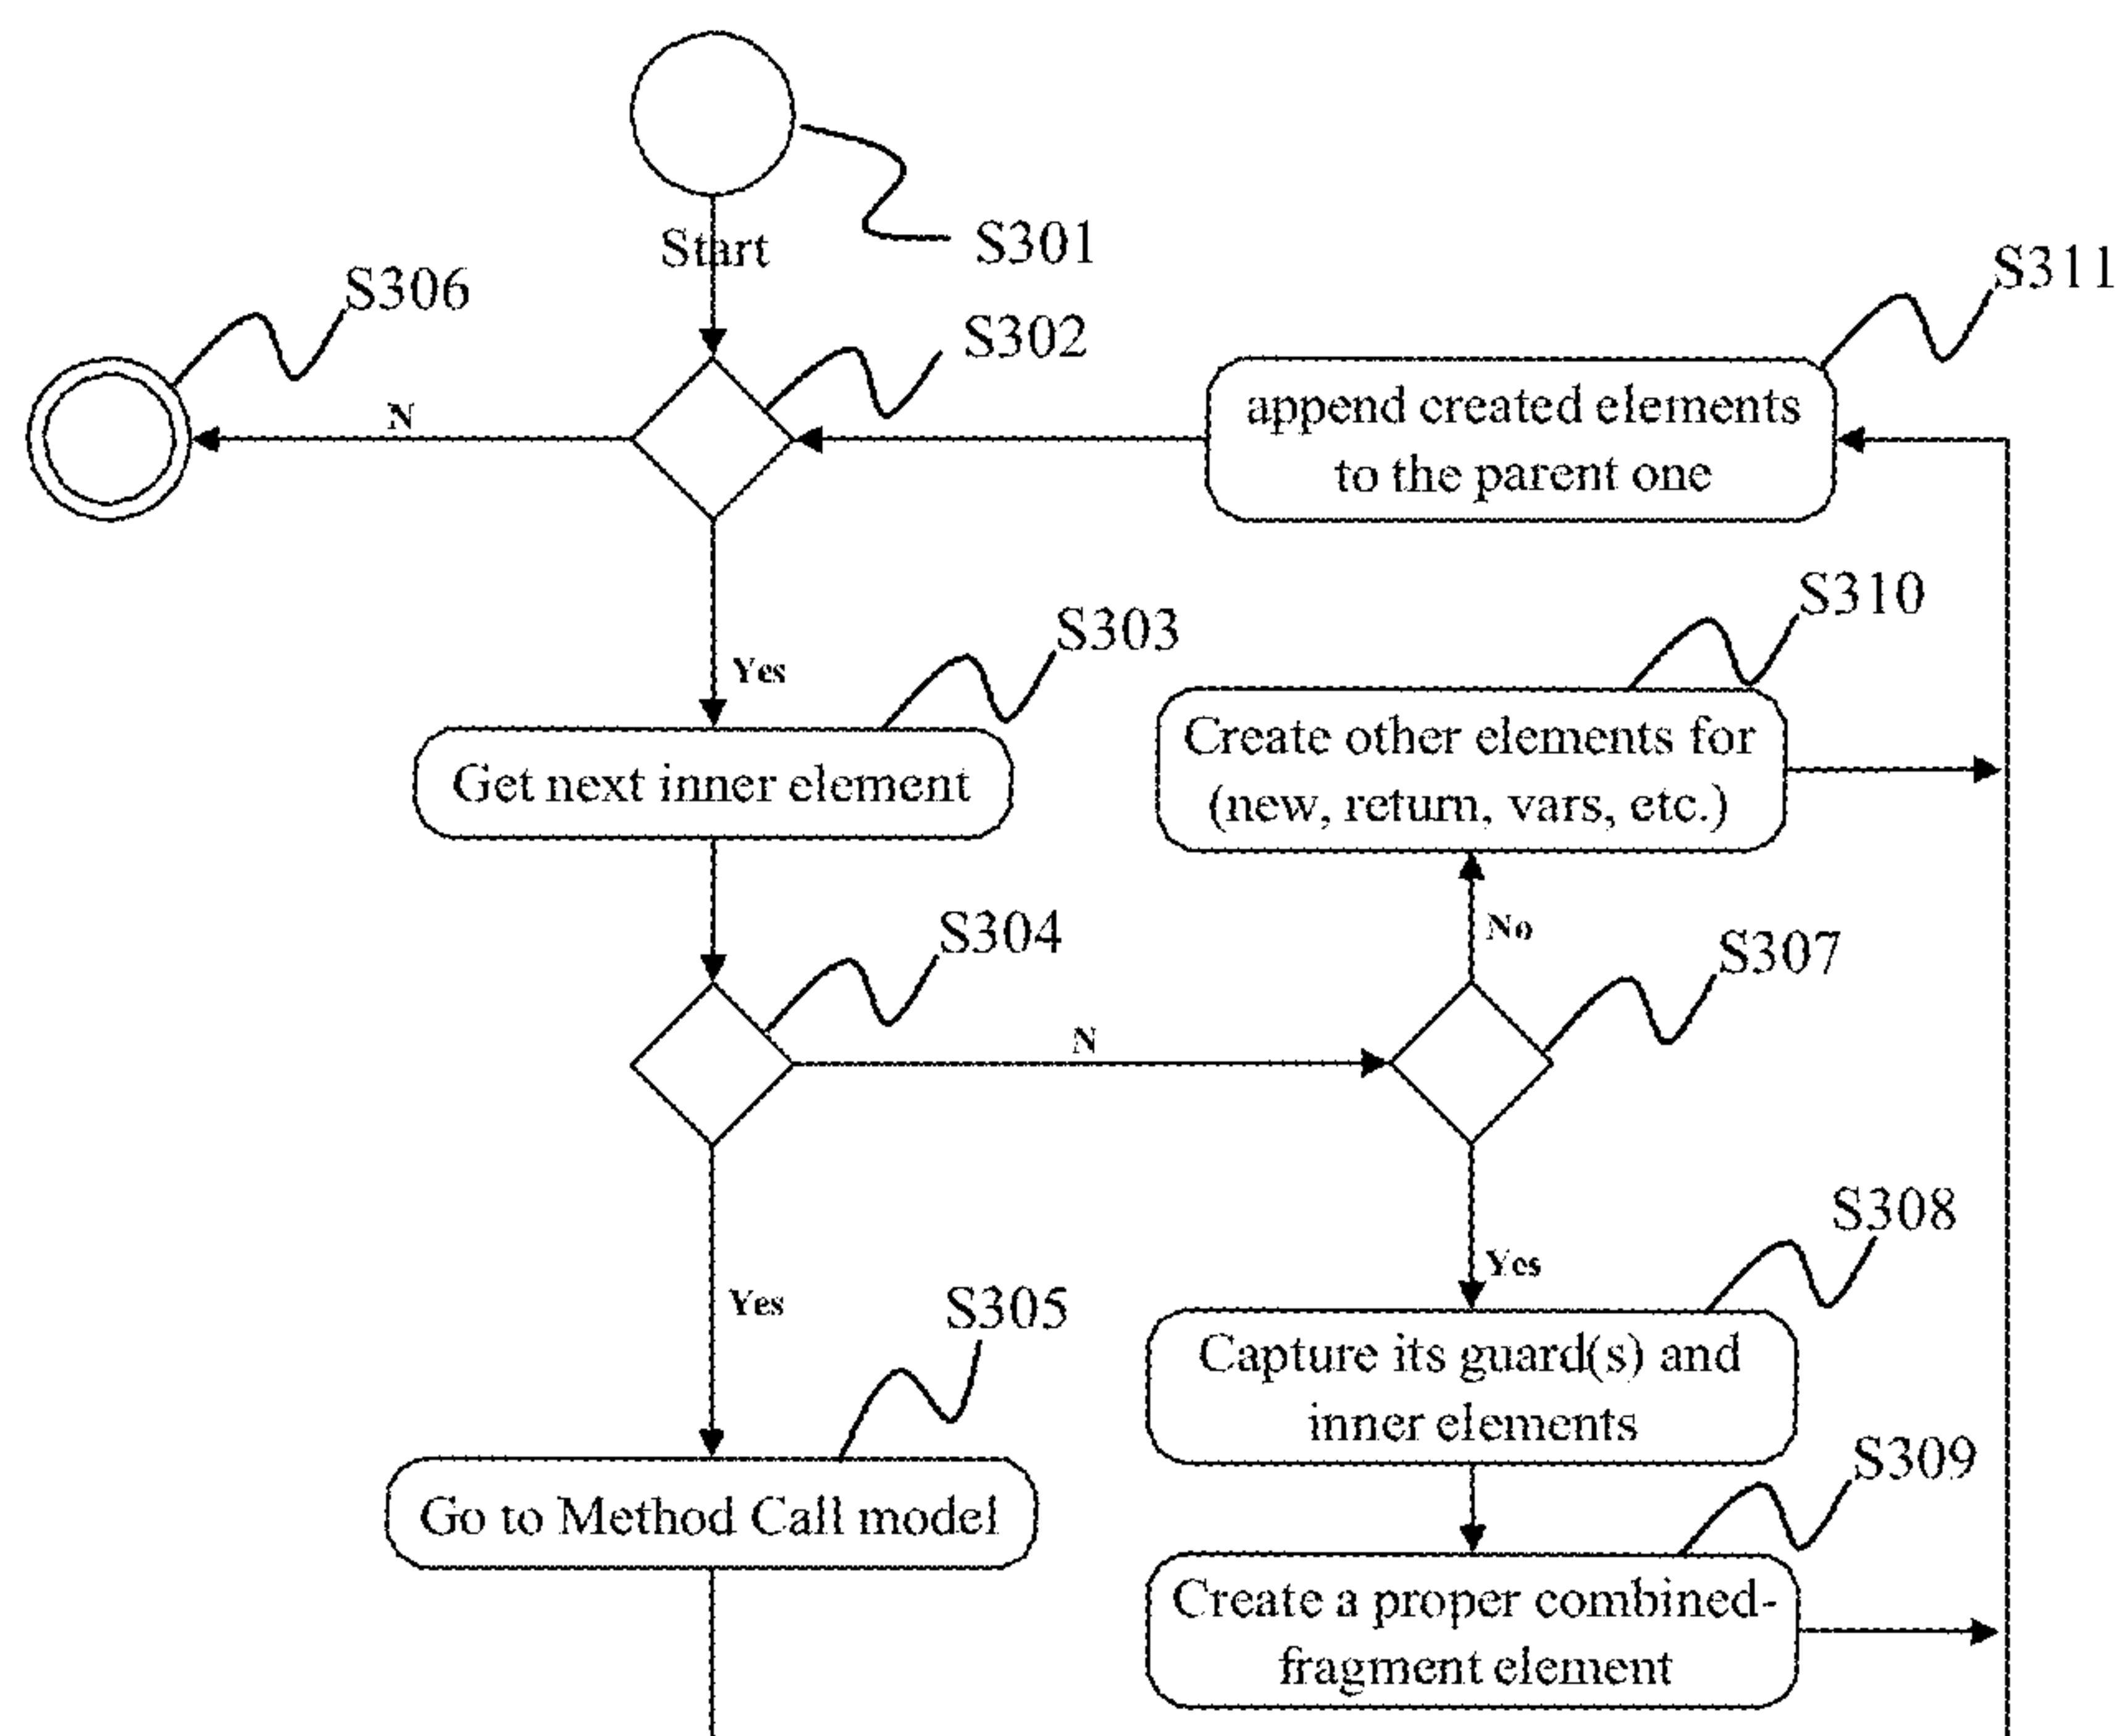 S301
Start
S306
S302
S311
N
append created elements
to the parent one
S303
S310
Yes
Get next inner element
Create other elements for
(new, return, vars, etc.)
S304
No
S307
N
S308
Yes
Yes
S305
Capture its guard(s) and
inner elements
S309
Go to Method Call model
Create a proper combined-
fragment element